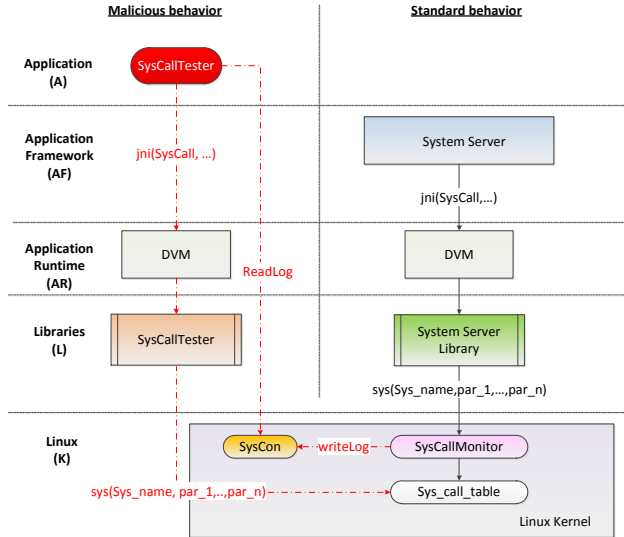 Malicious behavior
Standard behavior
Application
(A)
SysCallTester
Application
Framework
(AF)
jni(SysCall, ...)
System Server
jni(SysCall,...)
Application
Runtime
(AR)
DVM
ReadLog
DVM
Libraries
(L)
SysCallTester
System Server
Library
sys(Sys_name,par_1,...,par_n)
Linux
(K)
SysCon
writeLog
SysCallMonitor
sys(Sys_name, par_1,..,par_n)
Sys_call_table
Linux Kernel